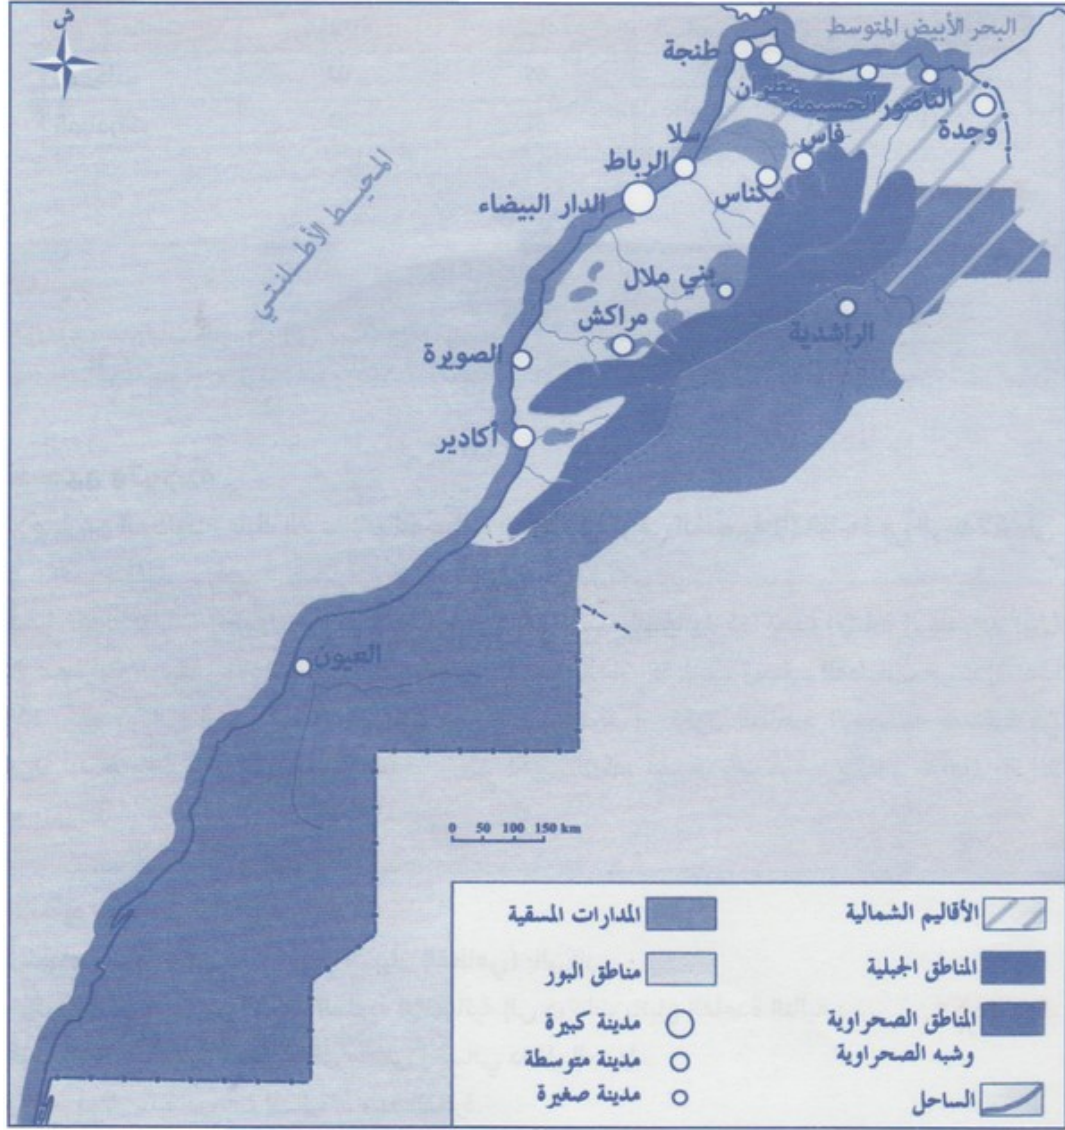 ش
البحر الأبيض المتوسط
طنجة
تطوان
الحسيمة
الناضور
وجدة
فاس
سلا
الرباط
مكناس
الدار البيضاء
المحيط الأطلنتي
بني ملال
مراكش
الراشدية
الصويرة
أكادير
العيون
0 50 100 150 km
الأقاليم الشمالية
المناطق الجبلية
المناطق الصحراوية
وشبه الصحراوية
الساحل
المدارات المسقية
مناطق البور
مدينة كبيرة
مدينة متوسطة
مدينة صغيرة